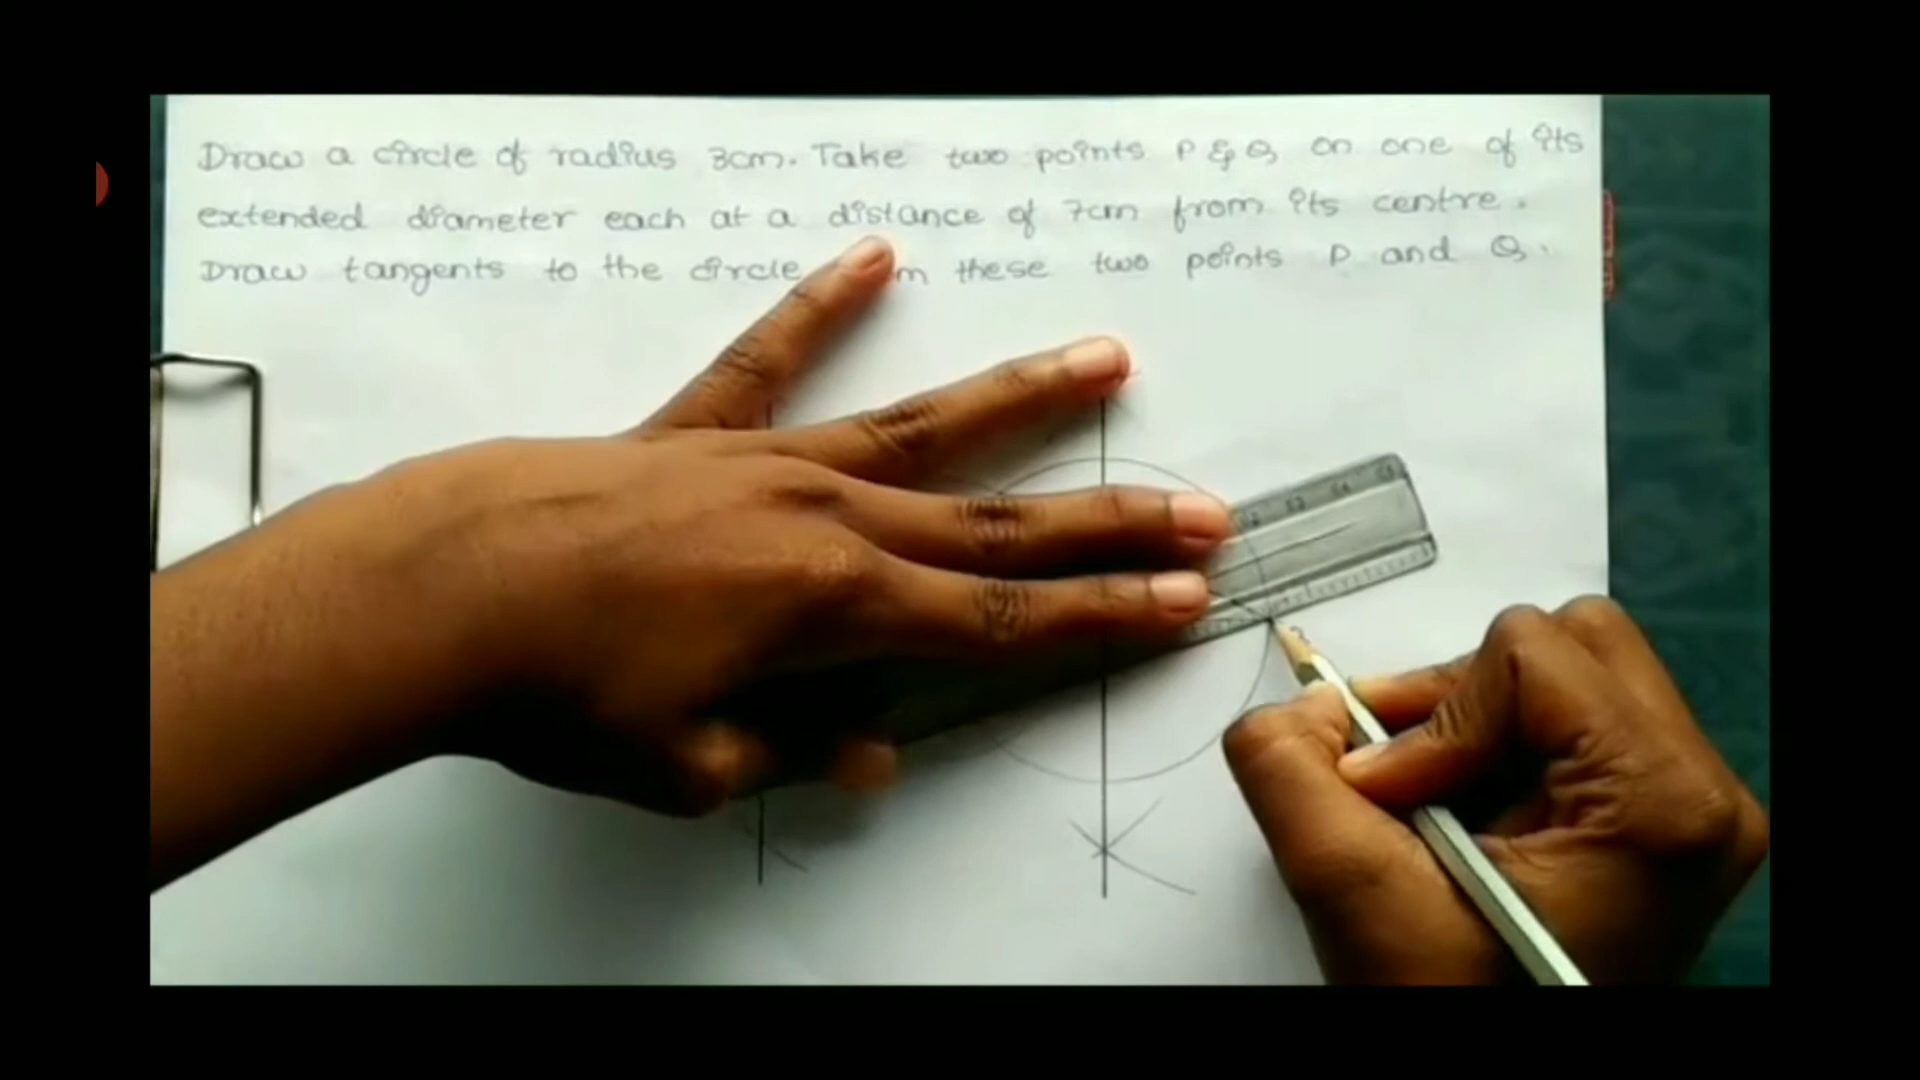 Draw a circle of radius 3cm. Take two points P & Q on one of its
extended diameter each at a distance of 7cm from its centre.
Draw tangents to the circle m these two points P and Q.